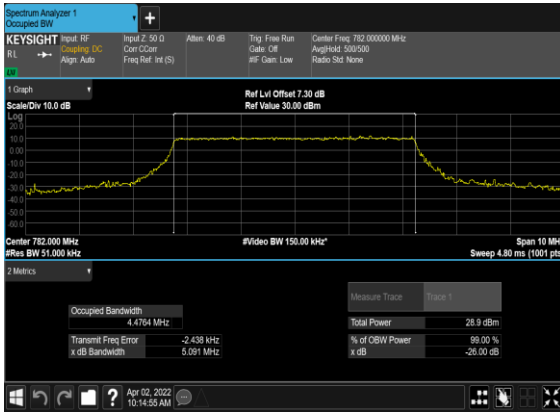 Spectrum Analyzer 1
Occupied BW
+
KEYSIGHT Input: RF Input Z: 50 Ω Atten: 40 dB Trig: Free Run Center Freq: 782.000000 MHz
RL Coupling: DC Corr CCorr Gate: Off Avg|Hold: 500/500
Align: Auto Freq Ref: Int (S) #IF Gain: Low Radio Std: None
1 Graph
Scale/Div 10.0 dB
Ref Lvl Offset 7.30 dB
Ref Value 30.00 dBm
Log
20.0
10.0
0.00
-10.0
-20.0
-30.0
-40.0
-50.0
-60.0
Center 782.000 MHz #Video BW 150.00 kHz* Span 10 MH
#Res BW 51.000 kHz Sweep 4.80 ms (1001 pts
2 Metrics
Measure Trace Trace 1
Occupied Bandwidth
4.4764 MHz
Total Power 28.9 dBm
Transmit Freq Error -2.438 kHz % of OBW Power 99.00 %
x dB Bandwidth 5.091 MHz x dB -26.00 dB
? Apr 02, 2022
10:14:55 AM